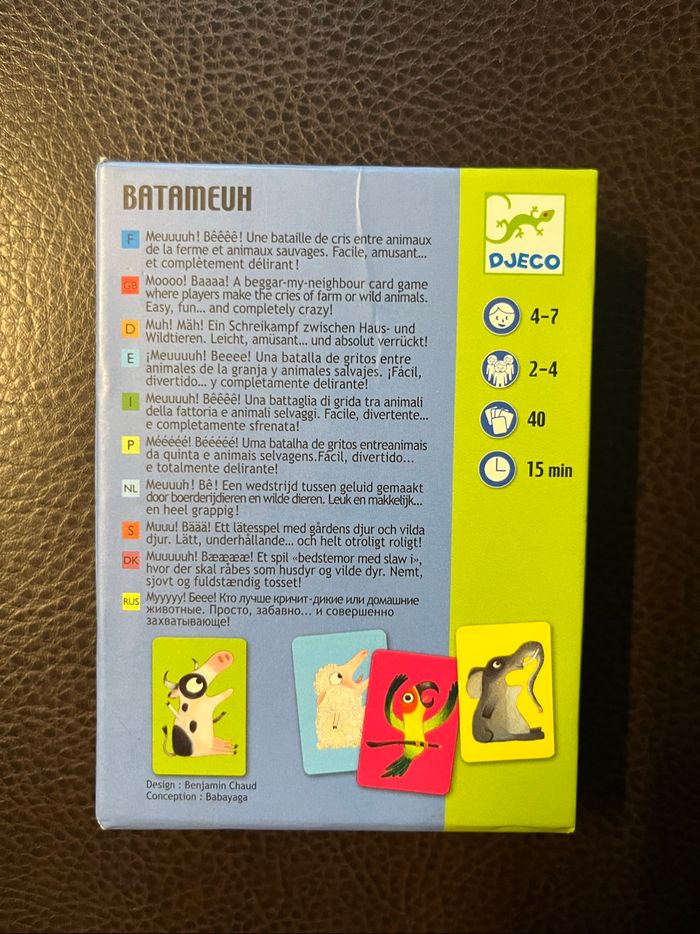 BATAMEUH
F
Meuuuuh! Bêêêê! Une bataille de cris entre animaux
de la ferme et animaux sauvages. Facile, amusant...
et complètement délirant!
GB
Moooo! Baaaa! A beggar-my-neighbour card game
where players make the cries of farm or wild animals.
Easy, fun... and completely crazy!
D
Muh! Mäh! Ein Schreikampf zwischen Haus- und
Wildtieren. Leicht, amüsant... und absolut verrückt!
E
¡Meuuuuh! Beeee! Una batalla de gritos entre
animales de la granja y animales salvajes. ¡Fácil,
divertido... y completamente delirante!
I
Meuuuuh! Bêêê! Una battaglia di grida tra animali
della fattoria e animali selvaggi. Facile, divertente...
e completamente sfrenata!
P
Mééééé! Bééééé! Uma batalha de gritos entreanimais
da quinta e animais selvagens.Fácil, divertido...
e totalmente delirante!
NL
Meuuuh! Bê! Een wedstrijd tussen geluid gemaakt
door boerderijdieren en wilde dieren. Leuk en makkelijk...
en heel grappig!
S
Muuu! Bäää! Ett lätesspel med gårdens djur och vilda
djur. Lätt, underhållande... och helt otroligt roligt!
DK
Muuuuuh! Bææææ! Et spil «bedstemor med slaw i»,
hvor der skal råbes som husdyr og vilde dyr. Nemt,
sjovt og fuldstændig tosset!
RUS
Муyyyy! Беее! Кто лучше кричит-дикие или домашние
животные. Просто, забавно... и совершенно
захватывающе!
Design : Benjamin Chaud
Conception : Babayaga
DJECO
4-7
2-4
40
15 min